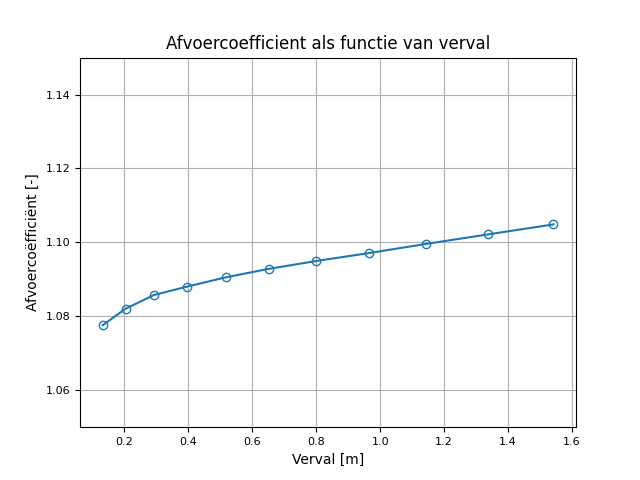 Afvoercoefficient als functie van verval
1.14
1.12
1.10
1.08
1.06
Afvoercoëfficiënt [-]
0.2 0.4 0.6 0.8 1.0 1.2 1.4 1.6
Verval [m]